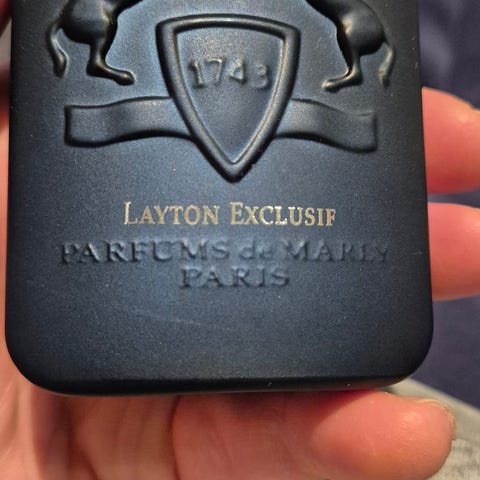 1743
LAYTON EXCLUSIF
PARFUMS de MARLY
PARIS